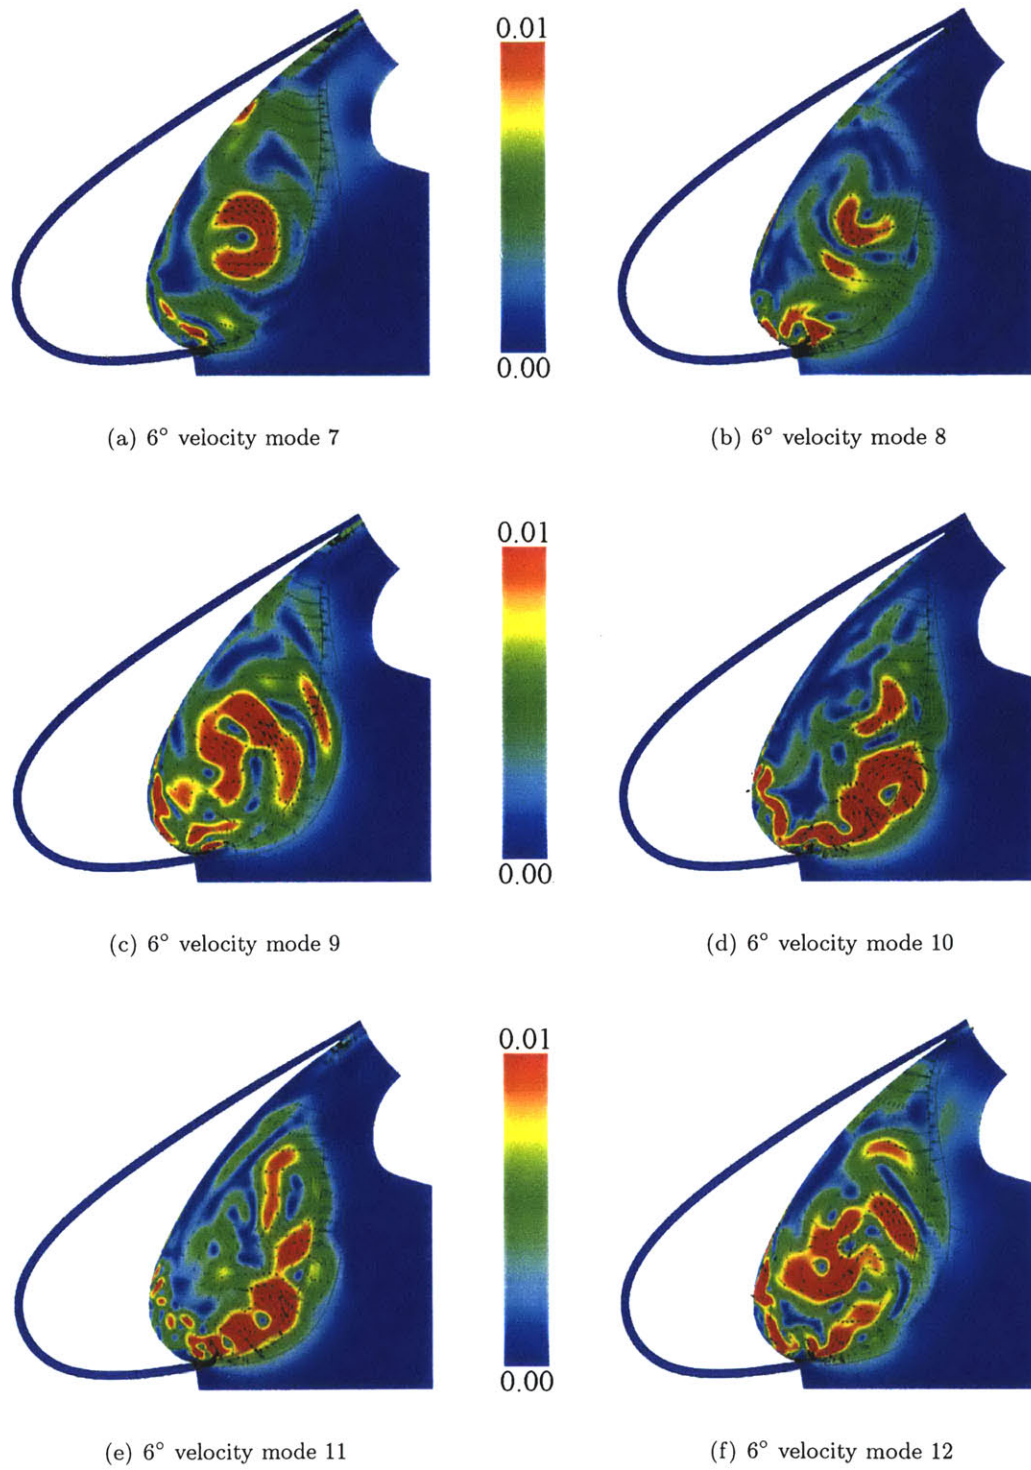 0.01
0.00
(a) 6° velocity mode 7
(b) 6° velocity mode 8
0.01
0.00
(c) 6° velocity mode 9
(d) 6° velocity mode 10
0.01
0.00
(e) 6° velocity mode 11
(f) 6° velocity mode 12